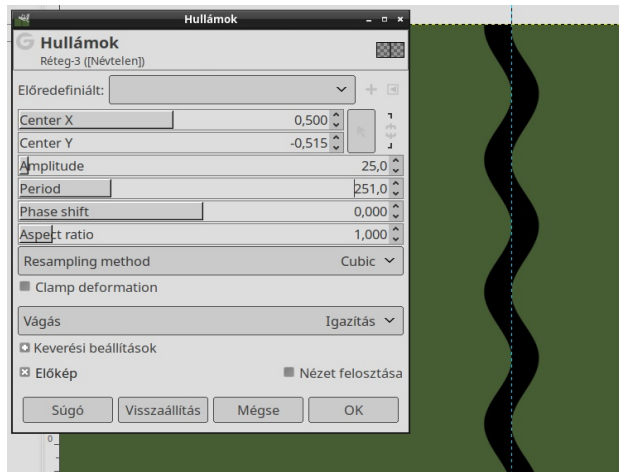 Hullámok
Hullámok
Réteg-3 ([Névtelen])
Előredefiniált:
Center X 0,500
Center Y -0,515
Amplitude 25,0
Period 251,0
Phase shift 0,000
Aspect ratio 1,000
Resampling method Cubic
Clamp deformation
Vágás Igazítás
Keverési beállítások
Előkép Nézet felosztása
Súgó Visszaállítás Mégse OK
0